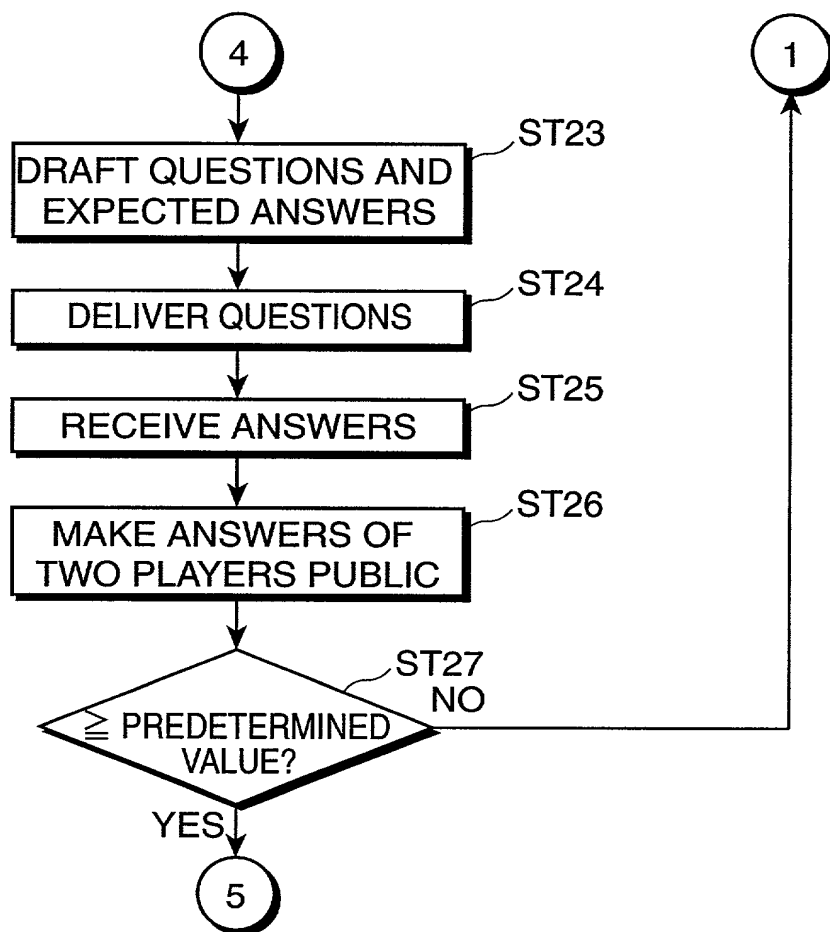 4
1
ST23
DRAFT QUESTIONS AND
EXPECTED ANSWERS
ST24
DELIVER QUESTIONS
ST25
RECEIVE ANSWERS
ST26
MAKE ANSWERS OF
TWO PLAYERS PUBLIC
ST27
NO
≧ PREDETERMINED
VALUE?
YES
5